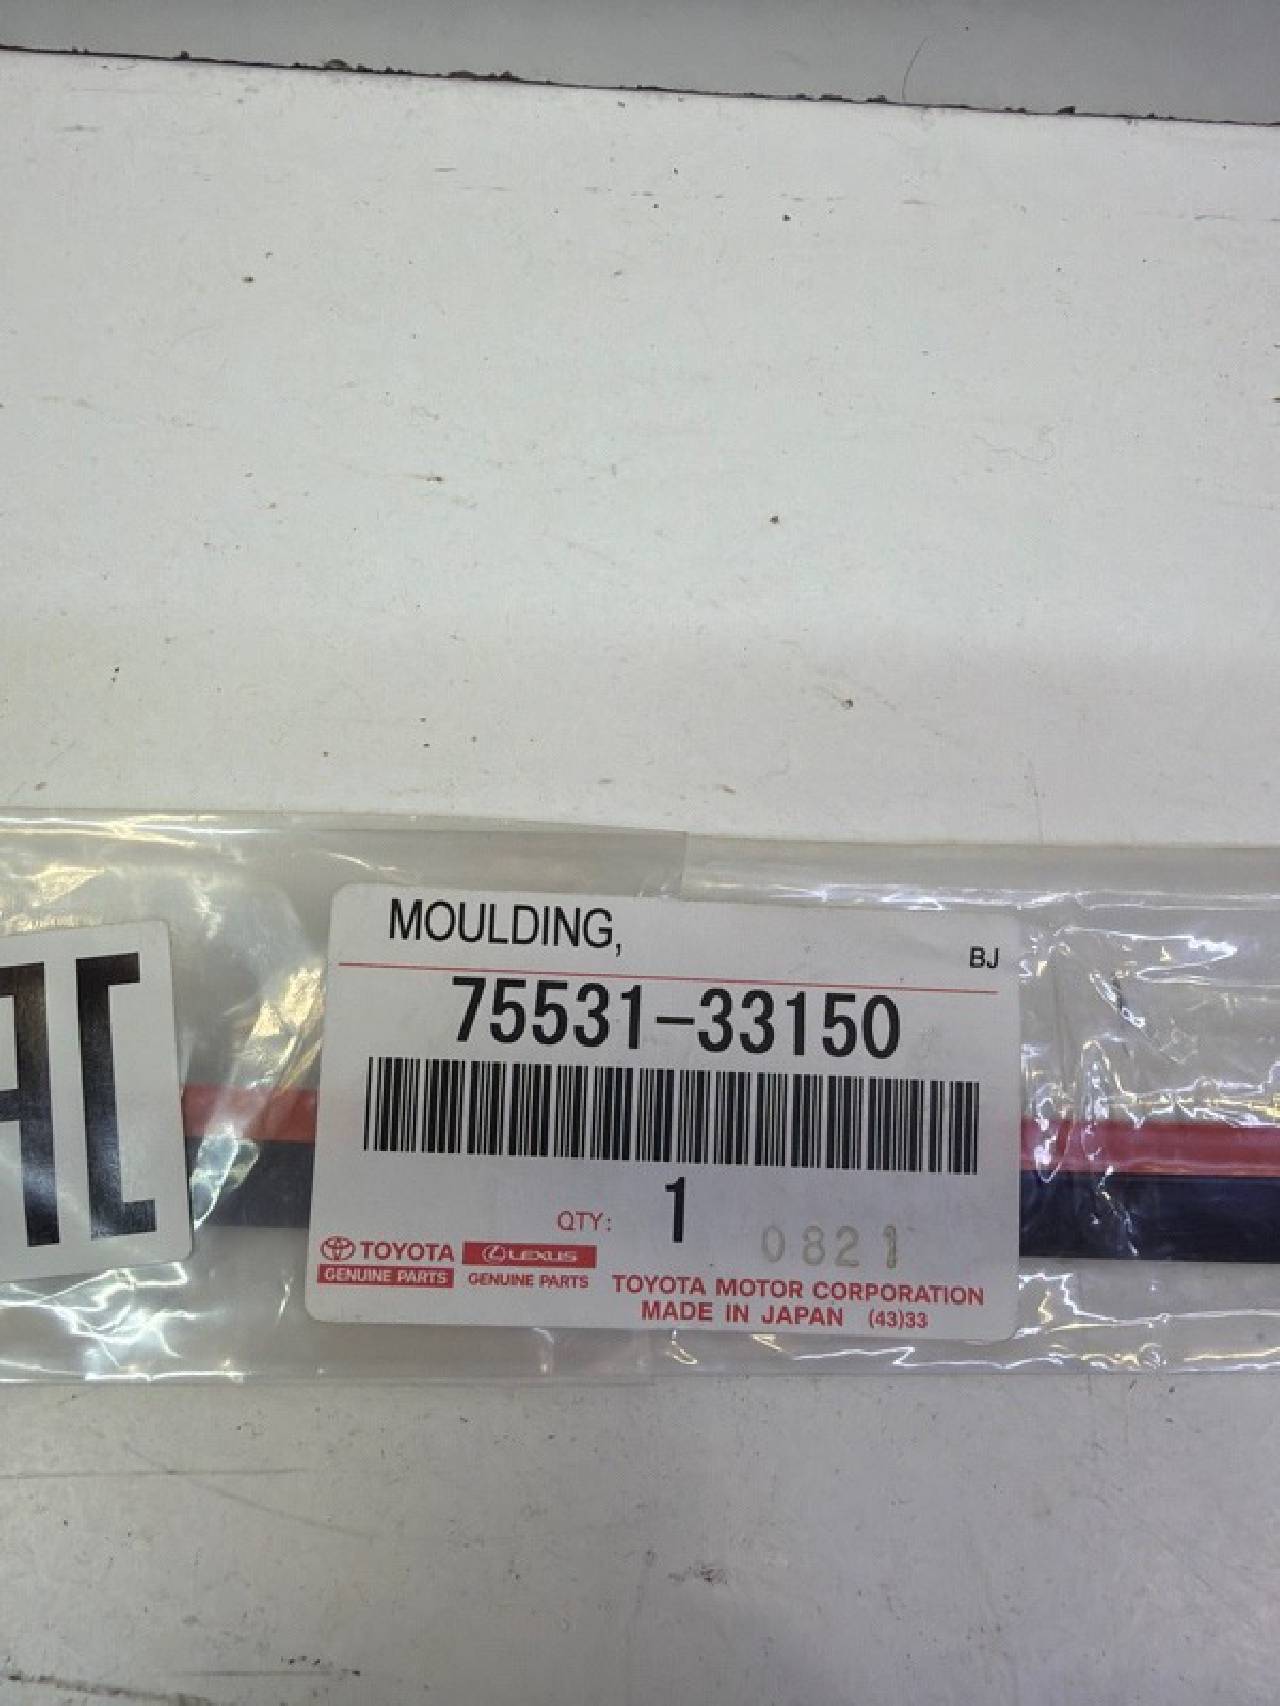 MOULDING,
BJ
75531-33150
QTY: 1
0821
TOYOTA LEXUS
GENUINE PARTS GENUINE PARTS
TOYOTA MOTOR CORPORATION
MADE IN JAPAN (43)33